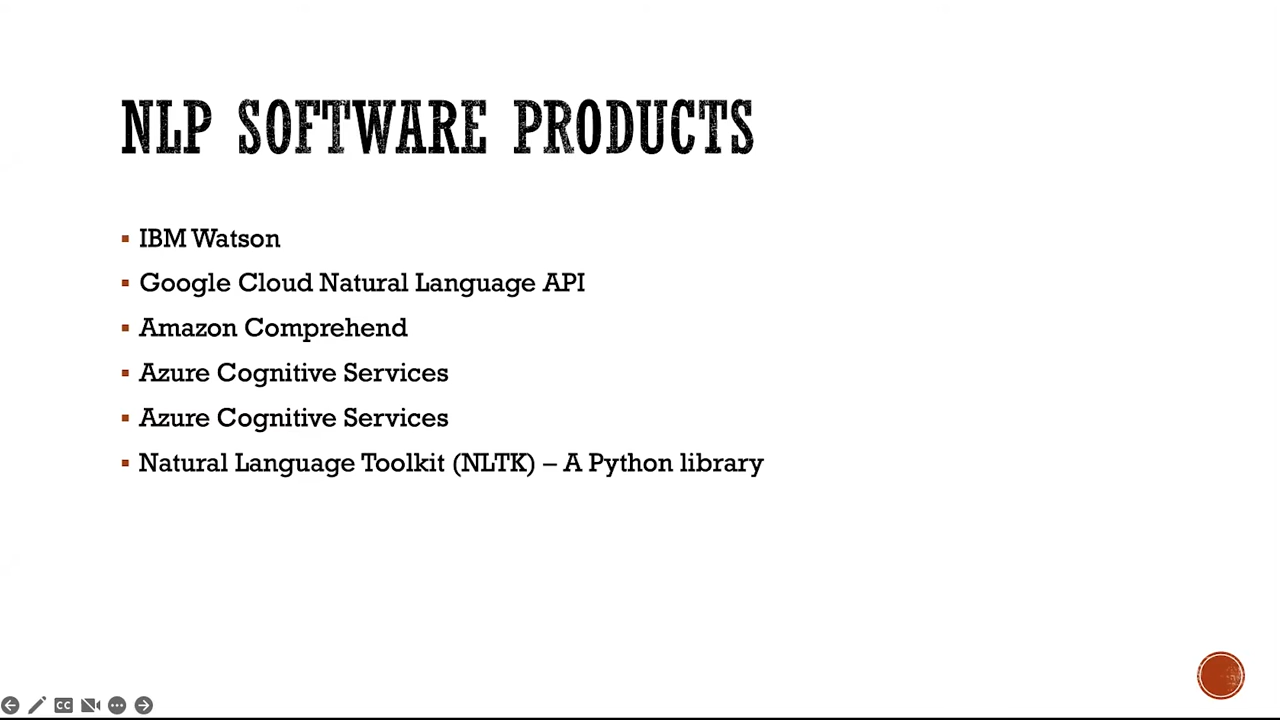 NLP SOFTWARE PRODUCTS
▪ IBM Watson
▪ Google Cloud Natural Language API
▪ Amazon Comprehend
▪ Azure Cognitive Services
▪ Azure Cognitive Services
▪ Natural Language Toolkit (NLTK) – A Python library
CC